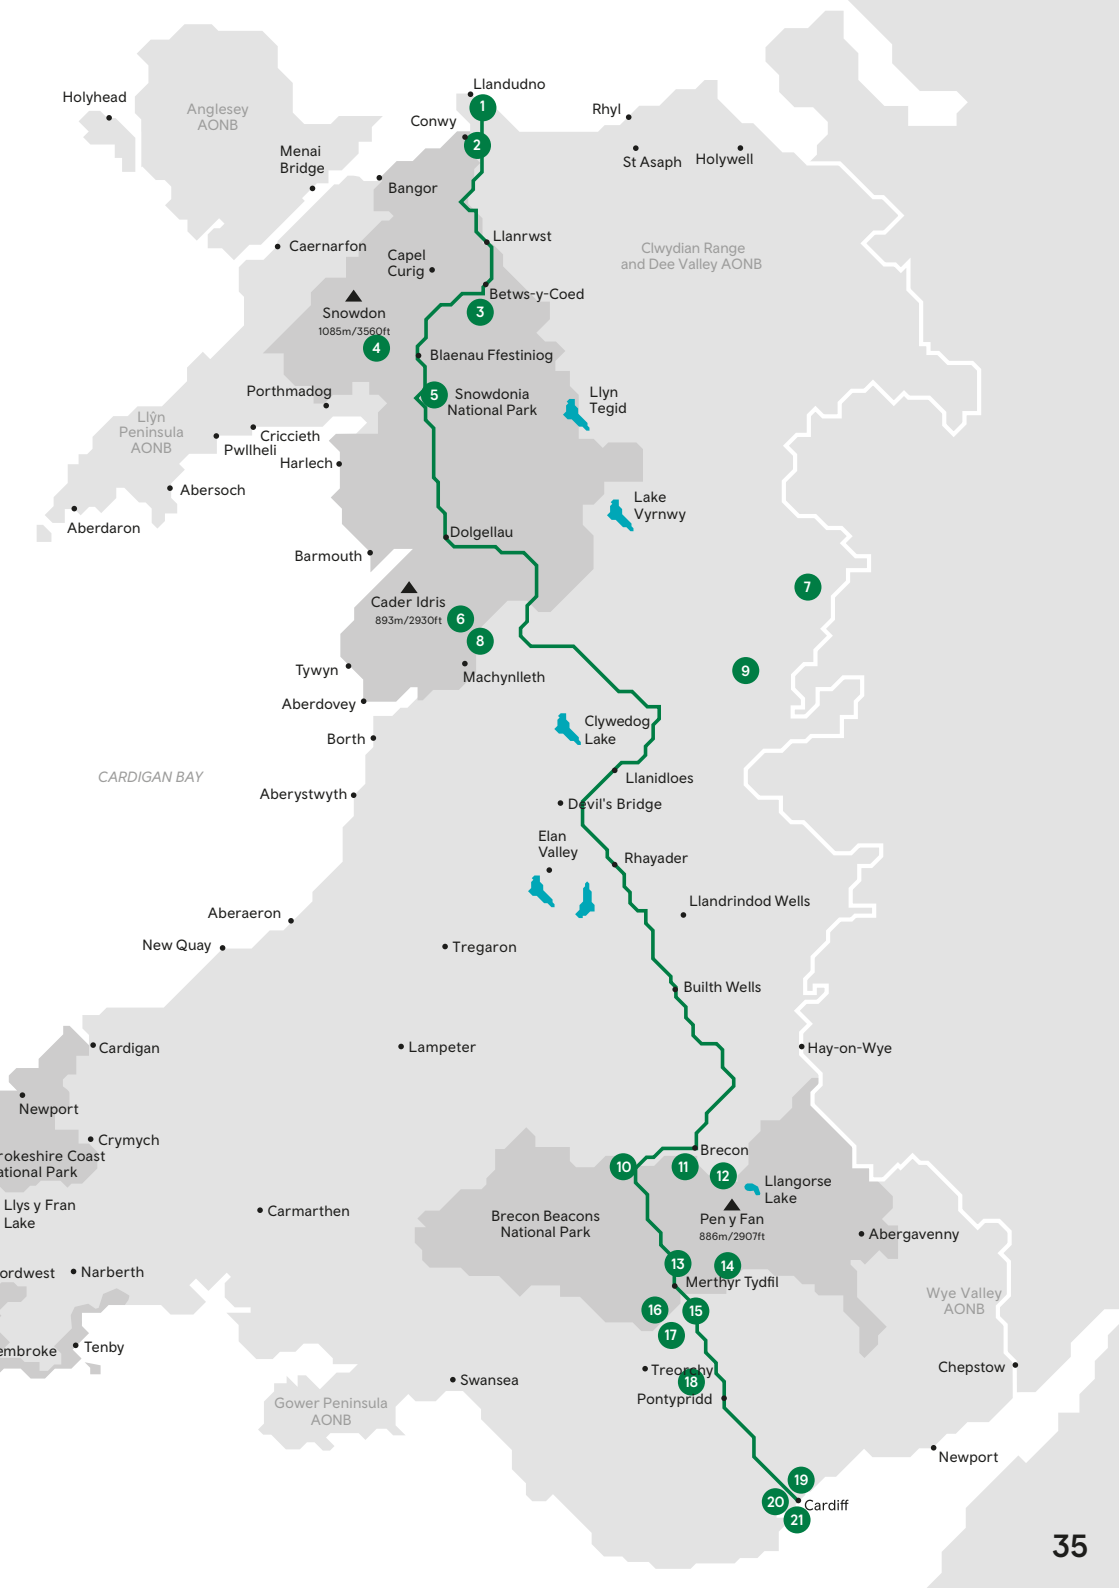 Llandudno
Holyhead
1
Rhyl
Anglesey
AONB
Conwy
2
Menai
Bridge
St Asaph
Holywell
Bangor
Llanrwst
Caernarfon
Capel
Curig
Clwydian Range
and Dee Valley AONB
Betws-y-Coed
Snowdon
1085m/3560ft
3
4
Blaenau Ffestiniog
Porthmadog
5
Snowdonia
National Park
Llyn
Tegid
Llŷn
Peninsula
AONB
Criccieth
Pwllheli
Harlech
Abersoch
Lake
Vyrnwy
Aberdaron
Dolgellau
Barmouth
7
Cader Idris
893m/2930ft
6
8
Tywyn
Machynlleth
9
Aberdovey
Clywedog
Lake
Borth
CARDIGAN BAY
Llanidloes
Aberystwyth
Devil's Bridge
Elan
Valley
Rhayader
Llandrindod Wells
Aberaeron
New Quay
Tregaron
Builth Wells
Cardigan
Lampeter
Hay-on-Wye
Newport
Crymych
rokeshire Coast
ational Park
Brecon
10
11
12
Llangorse
Lake
Llys y Fran
Lake
Carmarthen
Brecon Beacons
National Park
Pen y Fan
886m/2907ft
Abergavenny
ordwest
Narberth
13
14
Merthyr Tydfil
Wye Valley
AONB
16
15
17
embroke
Tenby
Treorchy
Chepstow
Swansea
18
Pontypridd
Gower Peninsula
AONB
Newport
19
20
Cardiff
21
35